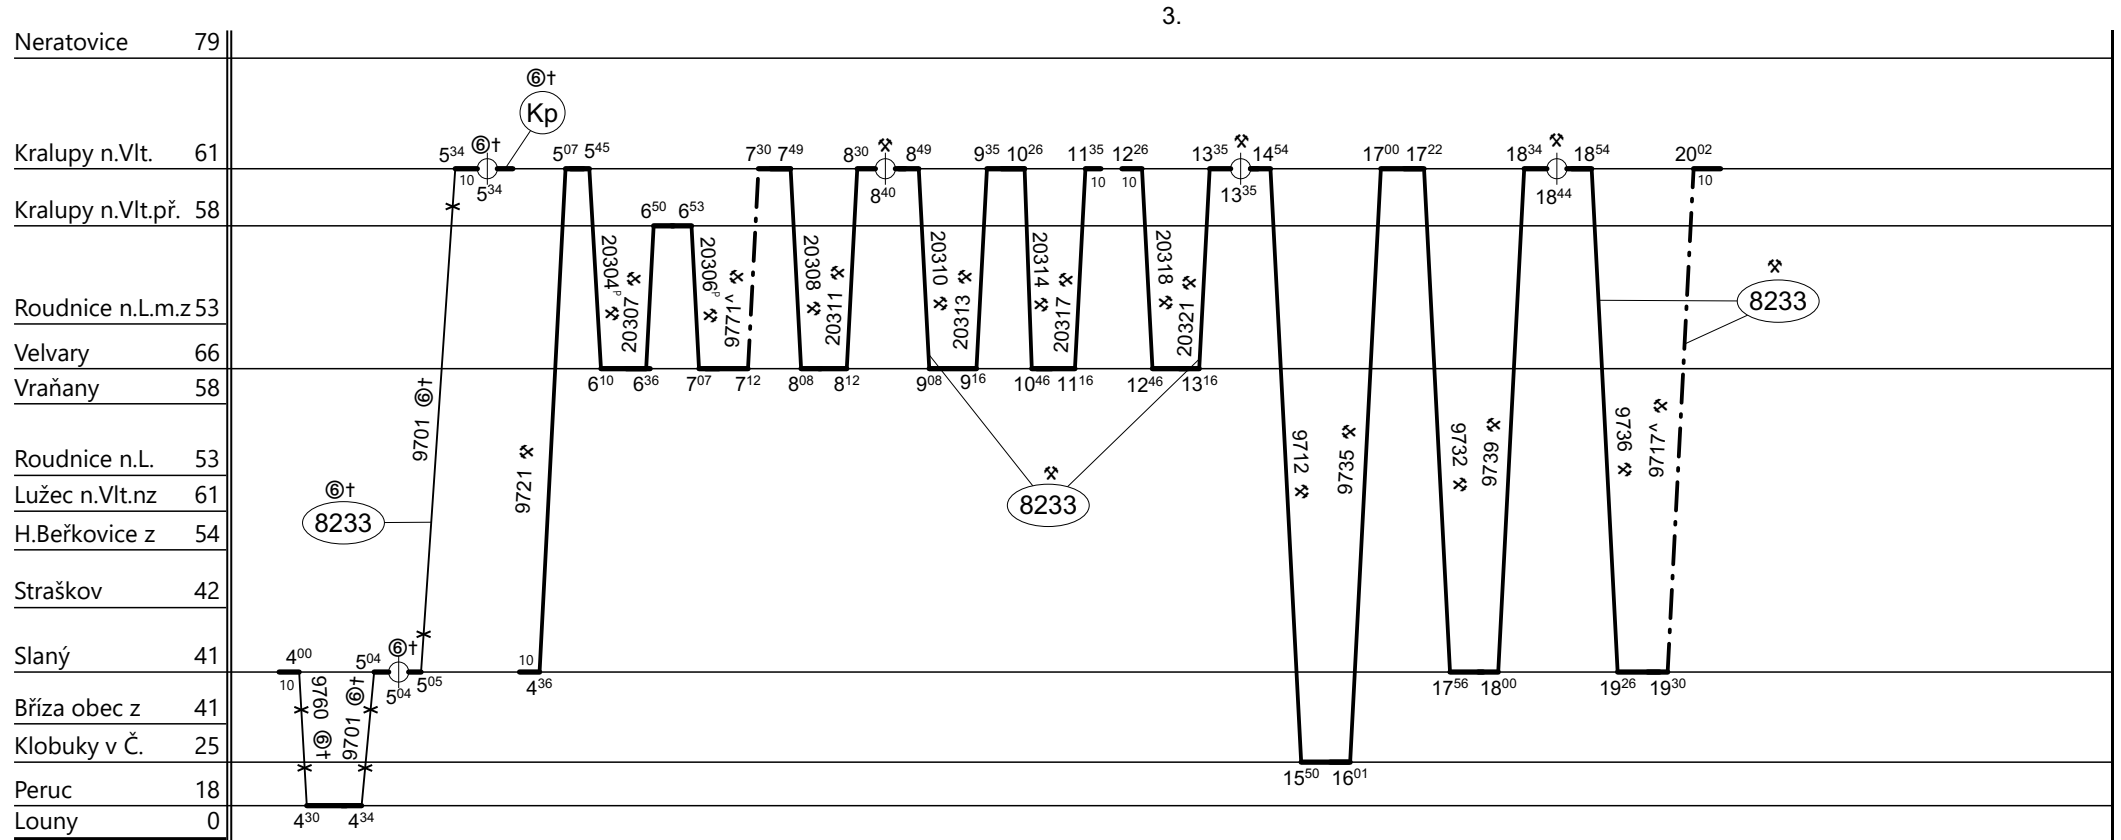 3.
Neratovice 79
⑥†
Kp
Kralupy n.Vlt. 61
5³⁴ ⑥† 5⁰⁷ 5⁴⁵ 7³⁰ 7⁴⁹ 8³⁰ ⚒ 8⁴⁹ 9³⁵ 10²⁶ 11³⁵ 12²⁶ 13³⁵ ⚒ 14⁵⁴ 17⁰⁰ 17²² 18³⁴ ⚒ 18⁵⁴ 20⁰²
10 5³⁴ 8⁴⁰ 10 10 13³⁵ 18⁴⁴ 10
Kralupy n.Vlt.př. 58
6⁵⁰ 6⁵³
20304ᵖ ⚒
20307 ⚒
20306ᵖ ⚒
9771^ ⚒
20308 ⚒
20311 ⚒
20310 ⚒
20313 ⚒
20314 ⚒
20317 ⚒
20318 ⚒
20321 ⚒
⚒
8233
Roudnice n.L.m.z 53
Velvary 66
6¹⁰ 6³⁶ 7⁰⁷ 7¹² 8⁰⁸ 8¹² 9⁰⁸ 9¹⁶ 10⁴⁶ 11¹⁶ 12⁴⁶ 13¹⁶
Vraňany 58
9701 ⑥†
9721 ⚒
9712 ⚒
9735 ⚒
9732 ⚒
9739 ⚒
9736 ⚒
9717^ ⚒
Roudnice n.L. 53
⚒
8233
Lužec n.Vlt.nz 61
⑥†
8233
H.Beřkovice z 54
Straškov 42
Slaný 41
4⁰⁰ 5⁰⁴ ⑥† 10
10 5⁰⁴ 5⁰⁵ 4³⁶ 17⁵⁶ 18⁰⁰ 19²⁶ 19³⁰
9760 ⑥†
9701 ⑥†
Bříza obec z 41
Klobuky v Č. 25
15⁵⁰ 16⁰¹
Peruc 18
4³⁰ 4³⁴
Louny 0